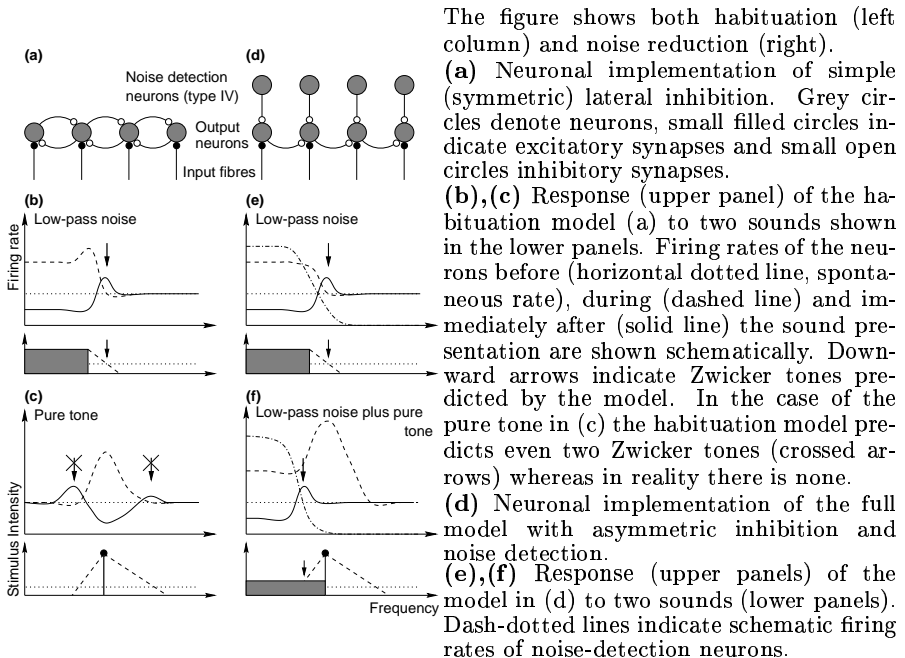 (a)
(d)
Noise detection
neurons (type IV)
Output
neurons
Input fibres
(b)
(e)
Firing rate
Low-pass noise
Low-pass noise
(c)
(f)
Pure tone
Low-pass noise plus pure
tone
Stimulus Intensity
Frequency
The figure shows both habituation (left
column) and noise reduction (right).
(a) Neuronal implementation of simple
(symmetric) lateral inhibition. Grey cir-
cles denote neurons, small filled circles in-
dicate excitatory synapses and small open
circles inhibitory synapses.
(b),(c) Response (upper panel) of the ha-
bituation model (a) to two sounds shown
in the lower panels. Firing rates of the neu-
rons before (horizontal dotted line, sponta-
neous rate), during (dashed line) and im-
mediately after (solid line) the sound pre-
sentation are shown schematically. Down-
ward arrows indicate Zwicker tones pre-
dicted by the model. In the case of the
pure tone in (c) the habituation model pre-
dicts even two Zwicker tones (crossed ar-
rows) whereas in reality there is none.
(d) Neuronal implementation of the full
model with asymmetric inhibition and
noise detection.
(e),(f) Response (upper panels) of the
model in (d) to two sounds (lower panels).
Dash-dotted lines indicate schematic firing
rates of noise-detection neurons.